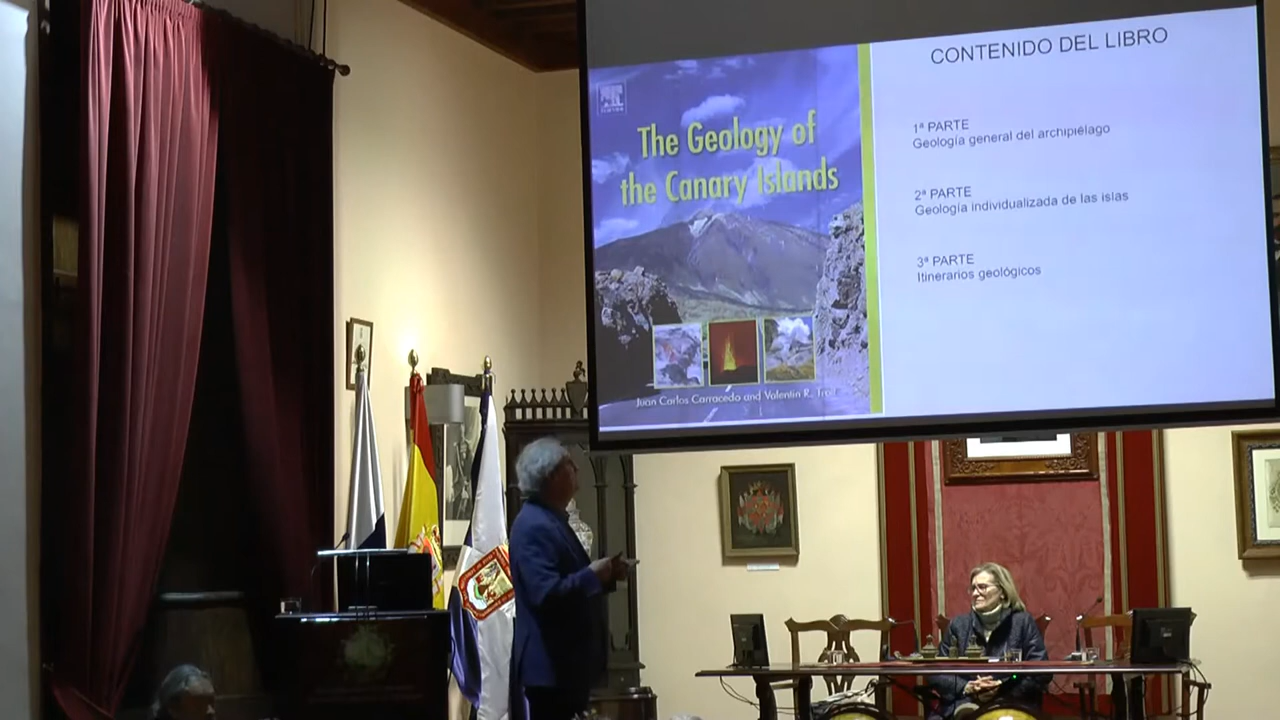 CONTENIDO DEL LIBRO
The Geology of
the Canary Islands
Juan Carlos Carracedo and Valentin R.
1ª PARTE
Geología general del archipiélago
2ª PARTE
Geología individualizada de las islas
3ª PARTE
Itinerarios geológicos